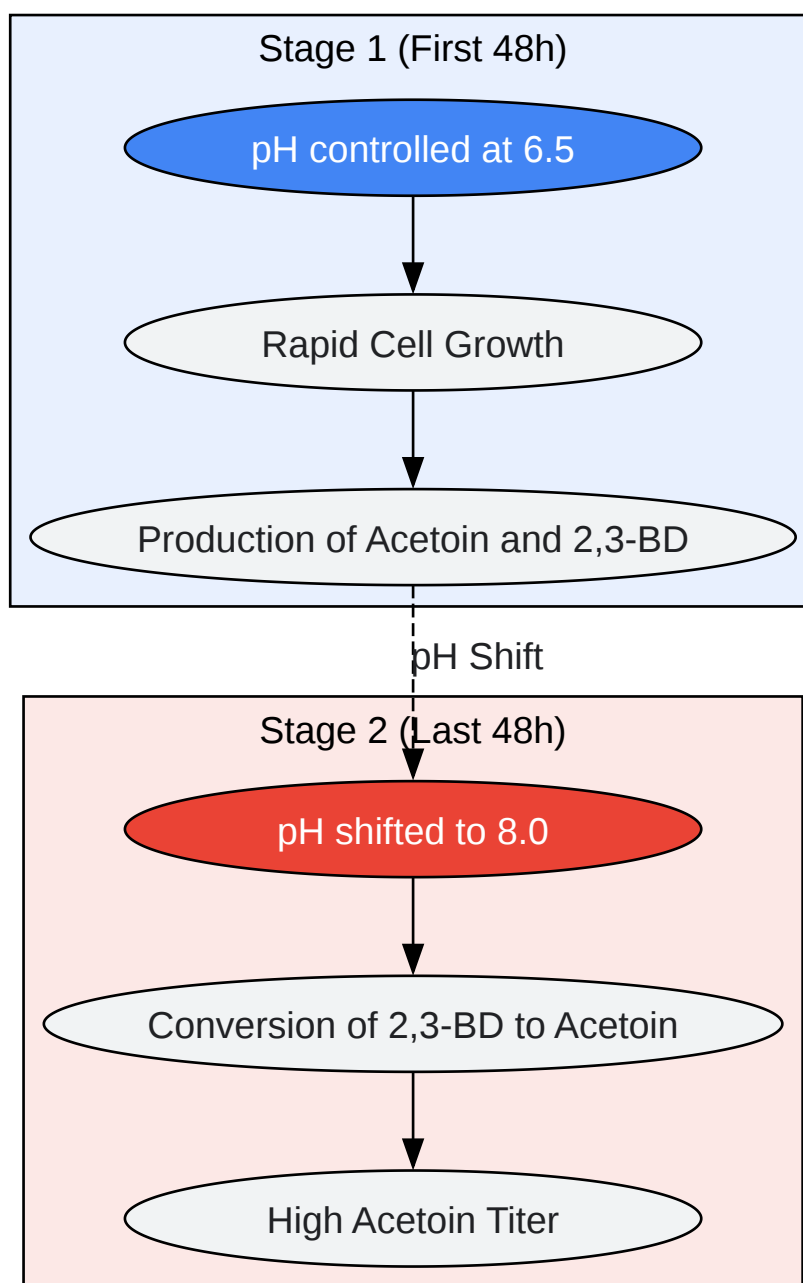 Stage 1 (First 48h)
pH controlled at 6.5
Rapid Cell Growth
Production of Acetoin and 2,3-BD
pH Shift
Stage 2 (Last 48h)
pH shifted to 8.0
Conversion of 2,3-BD to Acetoin
High Acetoin Titer